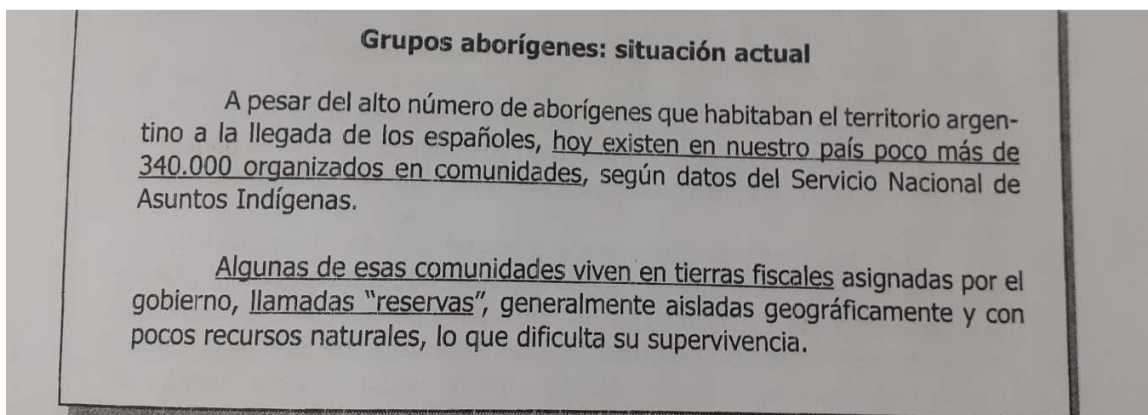 Grupos aborígenes: situación actual
A pesar del alto número de aborígenes que habitaban el territorio argen-
tino a la llegada de los españoles, hoy existen en nuestro país poco más de
340.000 organizados en comunidades, según datos del Servicio Nacional de
Asuntos Indígenas.
Algunas de esas comunidades viven en tierras fiscales asignadas por el
gobierno, llamadas "reservas", generalmente aisladas geográficamente y con
pocos recursos naturales, lo que dificulta su supervivencia.